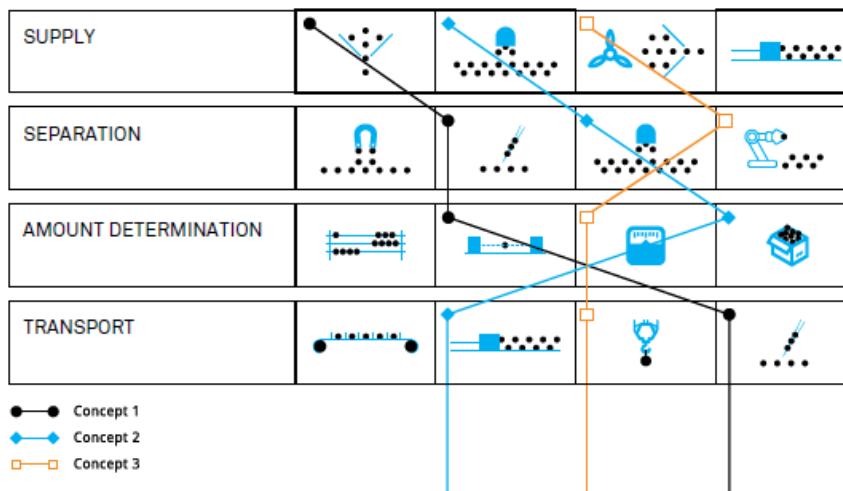 SUPPLY
SEPARATION
AMOUNT DETERMINATION
TRANSPORT
Concept 1
Concept 2
Concept 3